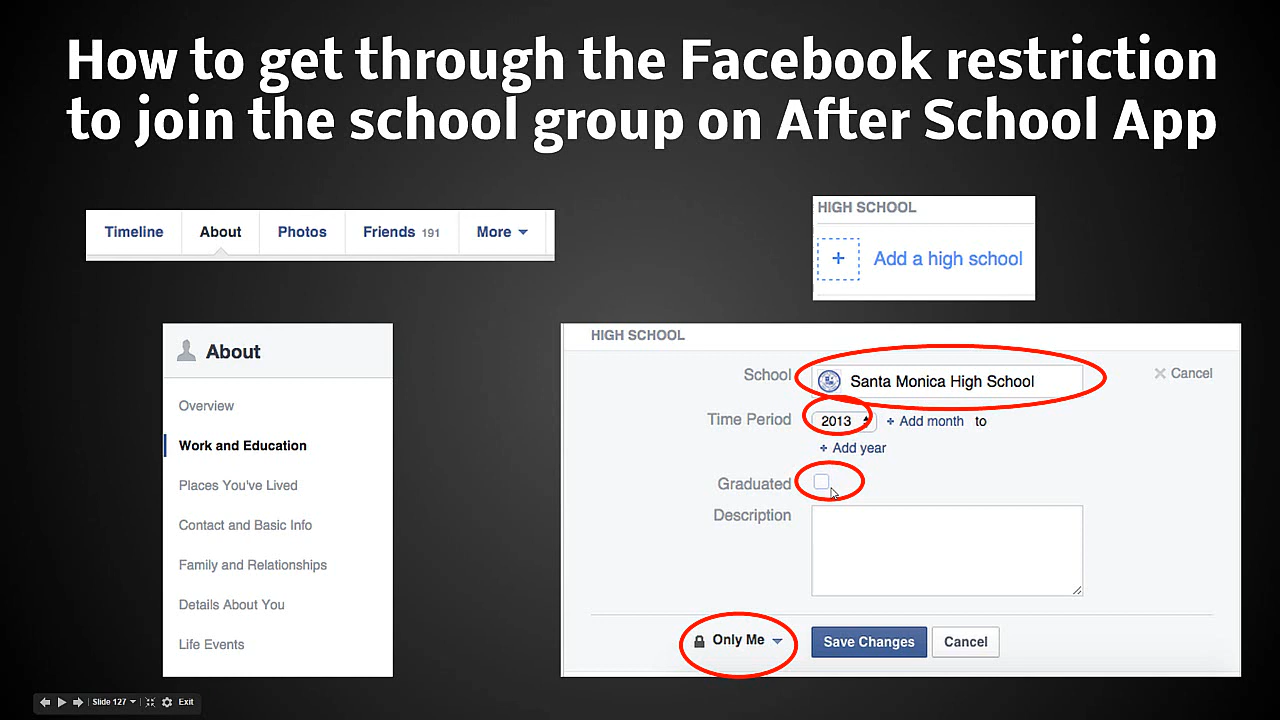 How to get through the Facebook restriction
to join the school group on After School App
Timeline About Photos Friends 191 More
HIGH SCHOOL
+ Add a high school
About
Overview
Work and Education
Places You've Lived
Contact and Basic Info
Family and Relationships
Details About You
Life Events
HIGH SCHOOL
School Santa Monica High School Cancel
Time Period 2013 + Add month to
+ Add year
Graduated
Description
Only Me Save Changes Cancel
Slide 127 Exit